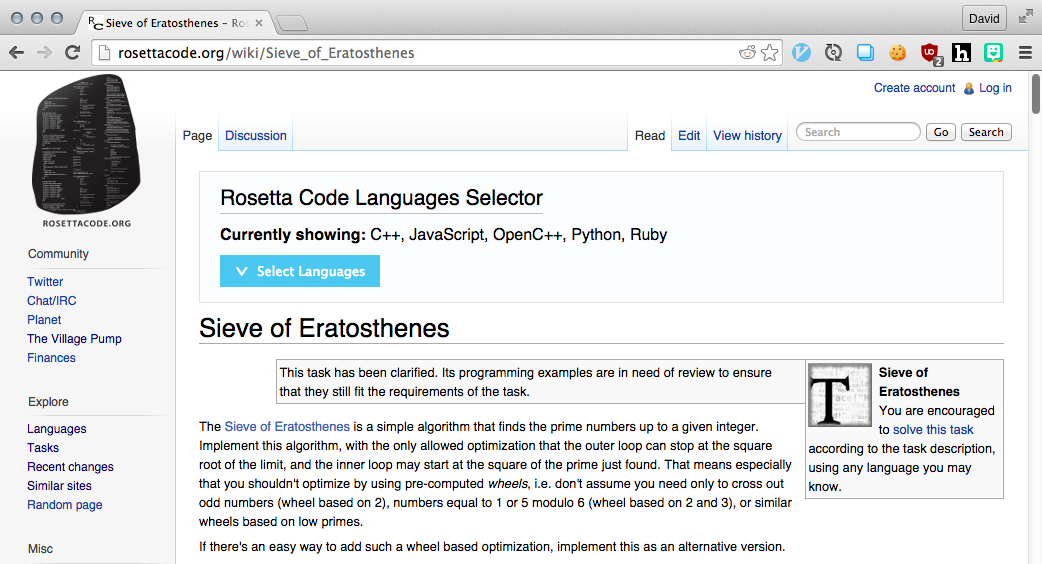 Sieve of Eratosthenes – Ros
David
rosettacode.org/wiki/Sieve_of_Eratosthenes
2
Create account Log in
Page Discussion Read Edit View history Search Go Search
ROSETTACODE.ORG
Community
Twitter
Chat/IRC
Planet
The Village Pump
Finances
Explore
Languages
Tasks
Recent changes
Similar sites
Random page
Misc
Rosetta Code Languages Selector
Currently showing: C++, JavaScript, OpenC++, Python, Ruby
Select Languages
Sieve of Eratosthenes
This task has been clarified. Its programming examples are in need of review to ensure
that they still fit the requirements of the task.
T
Sieve of
Eratosthenes
You are encouraged
to solve this task
according to the task description,
using any language you may
know.
The Sieve of Eratosthenes is a simple algorithm that finds the prime numbers up to a given integer.
Implement this algorithm, with the only allowed optimization that the outer loop can stop at the square
root of the limit, and the inner loop may start at the square of the prime just found. That means especially
that you shouldn't optimize by using pre-computed wheels, i.e. don't assume you need only to cross out
odd numbers (wheel based on 2), numbers equal to 1 or 5 modulo 6 (wheel based on 2 and 3), or similar
wheels based on low primes.
If there's an easy way to add such a wheel based optimization, implement this as an alternative version.